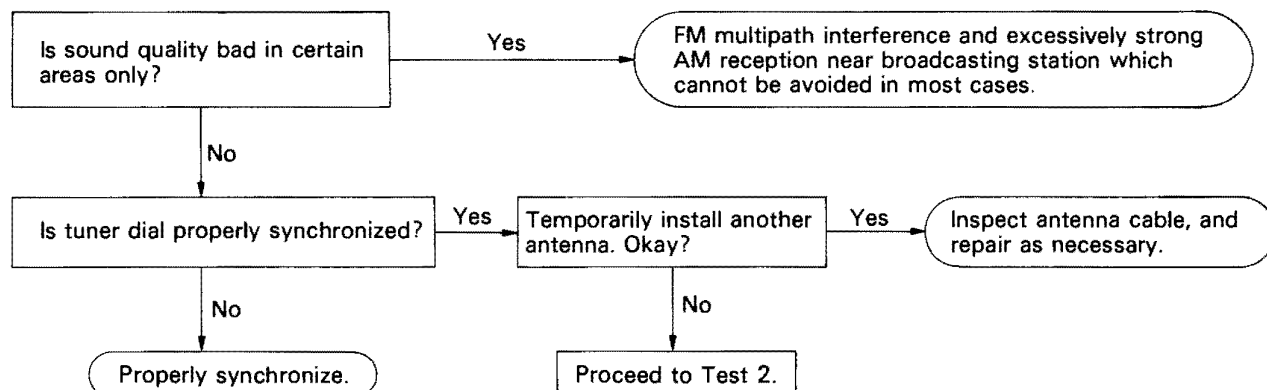 Is sound quality bad in certain
areas only?
Yes
FM multipath interference and excessively strong
AM reception near broadcasting station which
cannot be avoided in most cases.
No
Is tuner dial properly synchronized?
Yes
Temporarily install another
antenna. Okay?
Yes
Inspect antenna cable, and
repair as necessary.
No
No
Properly synchronize.
Proceed to Test 2.